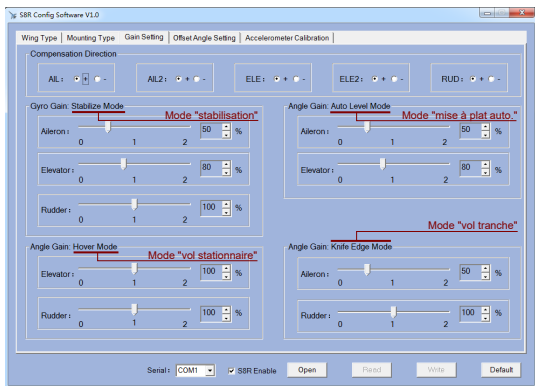 S8R Config Software V1.0
Wing Type Mounting Type Gain Setting Offset Angle Setting Accelerometer Calibration
Compensation Direction
AIL: + - AIL2: + - ELE: + - ELE2: + - RUD: + -
Gyro Gain: Stabilize Mode
Mode "stabilisation"
Aileron: 50 %
0 1 2
Elevator: 80 %
0 1 2
Rudder: 100 %
0 1 2
Angle Gain: Auto Level Mode
Mode "mise à plat auto."
Aileron: 50 %
0 1 2
Elevator: 80 %
0 1 2
Angle Gain: Hover Mode
Mode "vol stationnaire"
Elevator: 100 %
0 1 2
Rudder: 100 %
0 1 2
Mode "vol tranche"
Angle Gain: Knife Edge Mode
Aileron: 50 %
0 1 2
Rudder: 100 %
0 1 2
Serial: COM1 S8R Enable Open Read Write Default